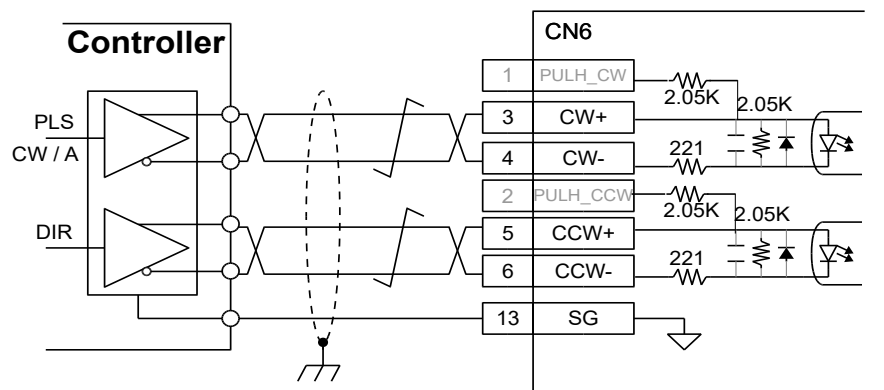 Controller
CN6
PLS
CW / A
DIR
1 PULH_CW
3 CW+
4 CW-
2 PULH_CCW
5 CCW+
6 CCW-
13 SG
2.05K
2.05K
221
2.05K
2.05K
221